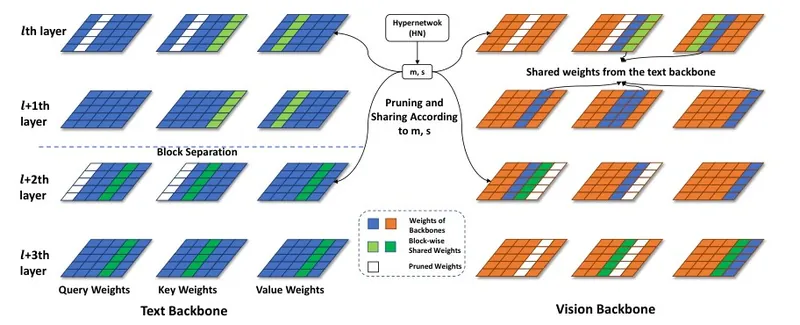 lth layer
Hypernetwok
(HN)
m, s
Shared weights from the text backbone
l+1th
layer
Pruning and
Sharing According
to m, s
Block Separation
l+2th
layer
Weights of
Backbones
Block-wise
Shared Weights
Pruned Weights
l+3th
layer
Query Weights
Key Weights
Value Weights
Text Backbone
Vision Backbone